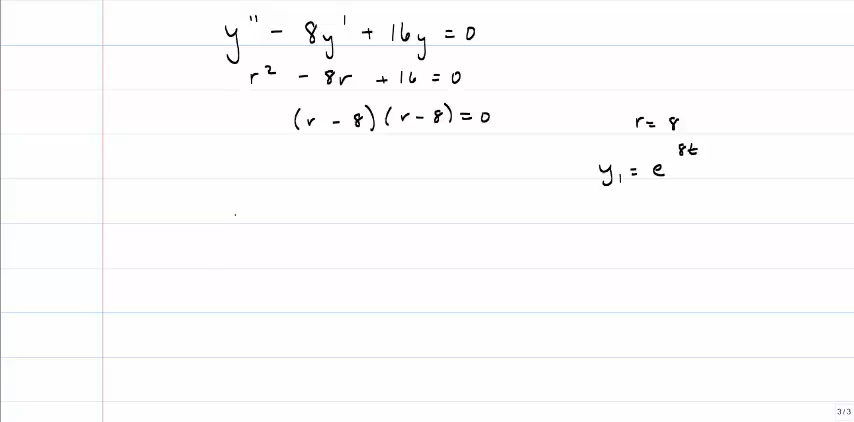 y'' - 8y' + 16y = 0
r² - 8r + 16 = 0
(r - 8)(r - 8) = 0
r = 8
y₁ = e^{8t}
3/3